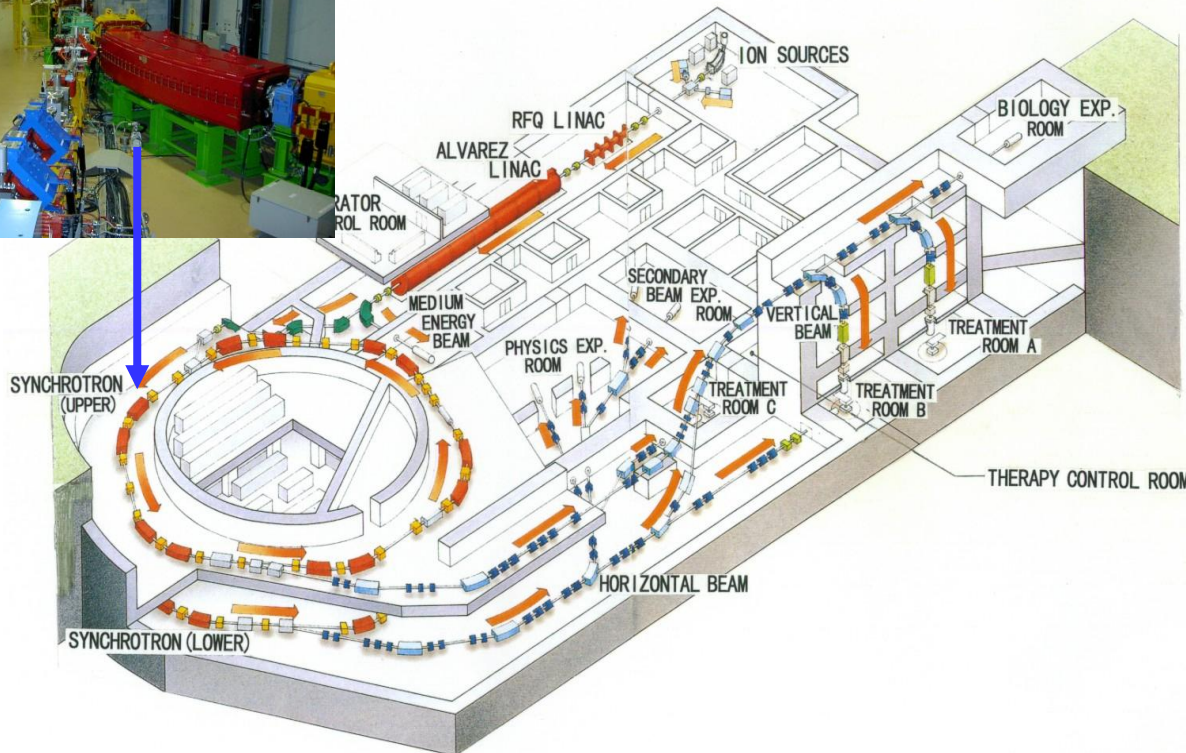 ION SOURCES
RFQ LINAC
ALVAREZ
LINAC
BIOLOGY EXP.
ROOM
RATOR
ROL ROOM
MEDIUM
ENERGY
BEAM
SECONDARY
BEAM EXP.
ROOM
VERTICAL
BEAM
PHYSICS EXP.
ROOM
TREATMENT
ROOM A
SYNCHROTRON
(UPPER)
TREATMENT
ROOM C
TREATMENT
ROOM B
THERAPY CONTROL ROOM
HORIZONTAL BEAM
SYNCHROTRON (LOWER)